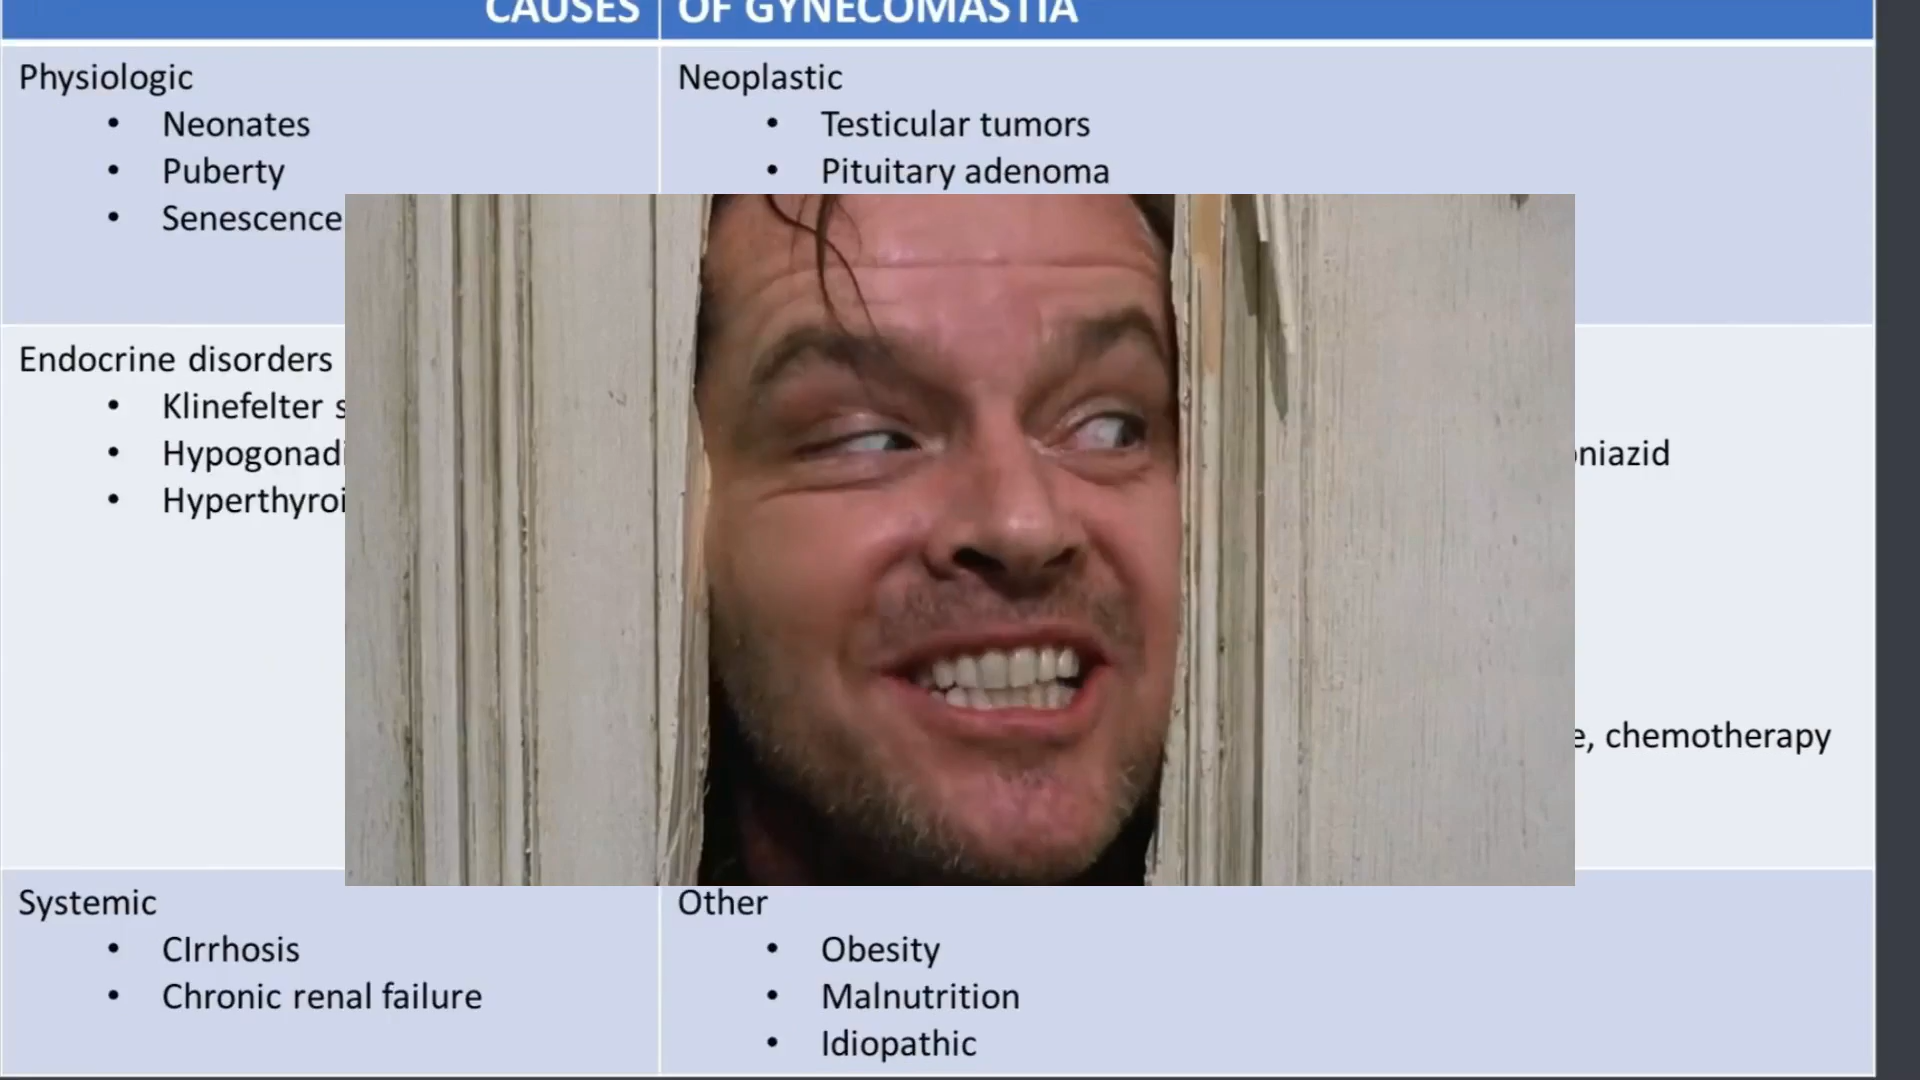 CAUSES OF GYNECOMASTIA
Physiologic
• Neonates
• Puberty
• Senescence
Neoplastic
• Testicular tumors
• Pituitary adenoma
Endocrine disorders
• Klinefelter s
• Hypogonadi
• Hyperthyroi
oniazid
e, chemotherapy
Systemic
• CIrrhosis
• Chronic renal failure
Other
• Obesity
• Malnutrition
• Idiopathic